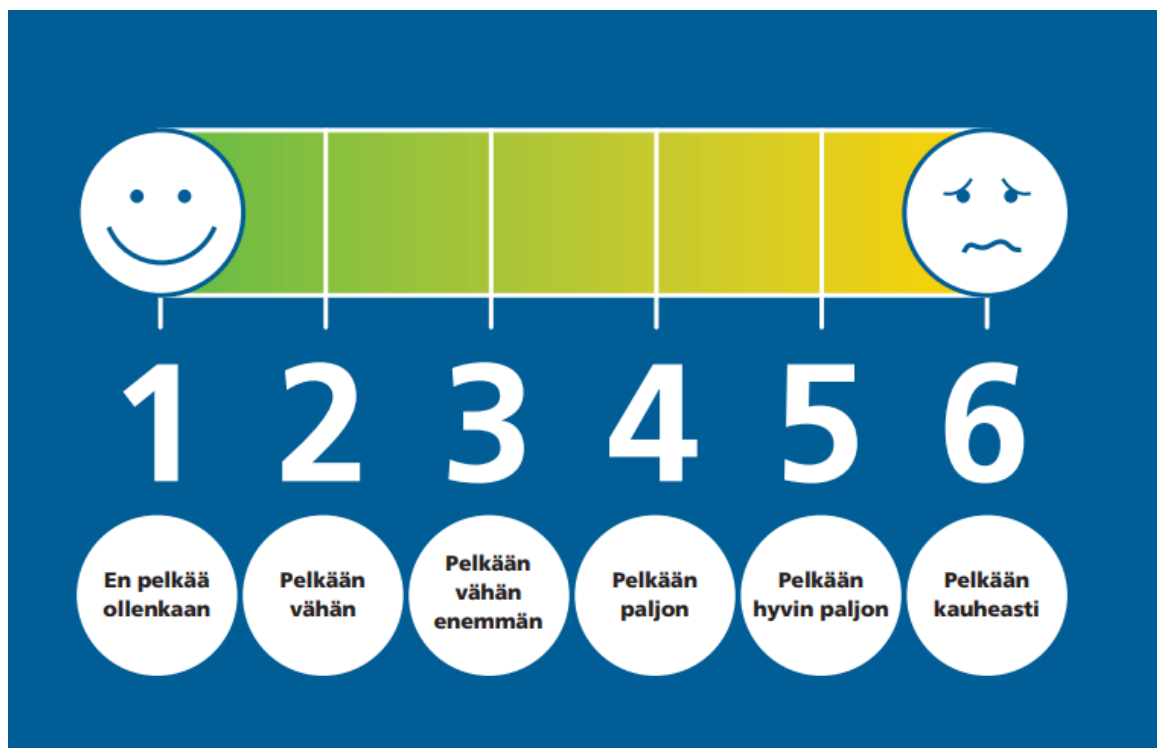 1 2 3 4 5 6
En pelkää
ollenkaan
Pelkään
vähän
Pelkään
vähän
enemmän
Pelkään
paljon
Pelkään
hyvin paljon
Pelkään
kauheasti